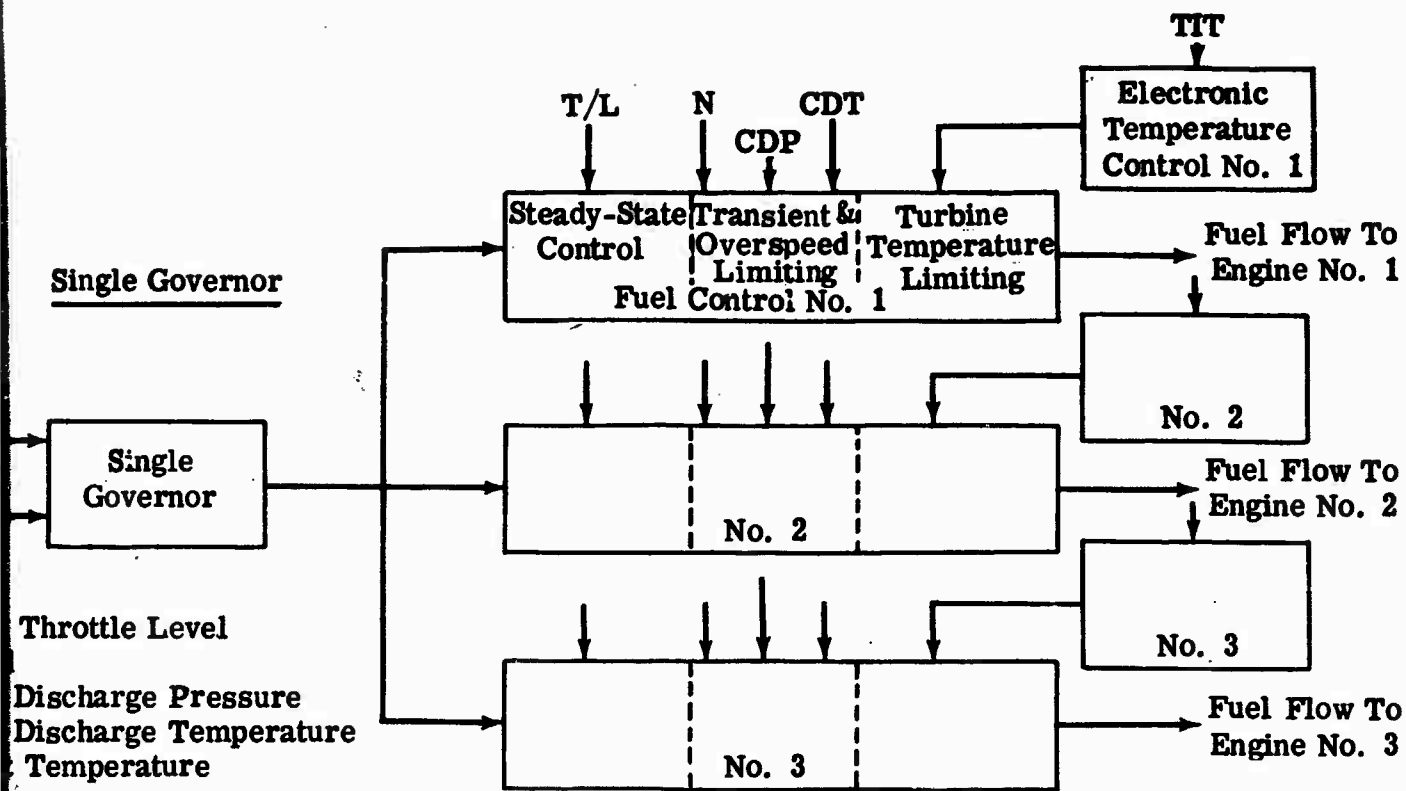 TIT
Electronic
Temperature
Control No. 1
T/L N CDT
CDP
Steady-State
Control
Transient &
Overspeed
Limiting
Turbine
Temperature
Limiting
Fuel Control No. 1
Fuel Flow To
Engine No. 1
Single Governor
No. 2
Single
Governor
No. 2
Fuel Flow To
Engine No. 2
No. 3
Throttle Level
Discharge Pressure
Discharge Temperature
Temperature
No. 3
Fuel Flow To
Engine No. 3